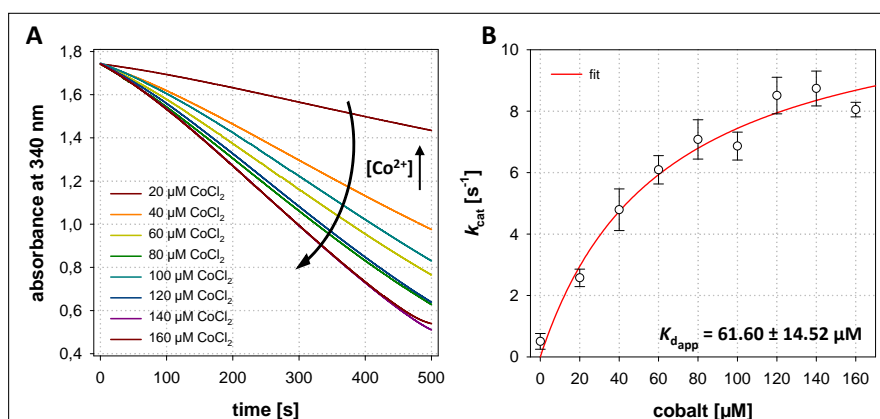 A
1,8
1,6
1,4
1,2
1,0
0,8
0,6
0,4
absorbance at 340 nm
[Co²⁺]
20 µM CoCl₂
40 µM CoCl₂
60 µM CoCl₂
80 µM CoCl₂
100 µM CoCl₂
120 µM CoCl₂
140 µM CoCl₂
160 µM CoCl₂
0 100 200 300 400 500
time [s]
B
10
8
6
4
2
0
k_cat [s⁻¹]
fit
K_d_app = 61.60 ± 14.52 µM
0 20 40 60 80 100 120 140 160
cobalt [µM]